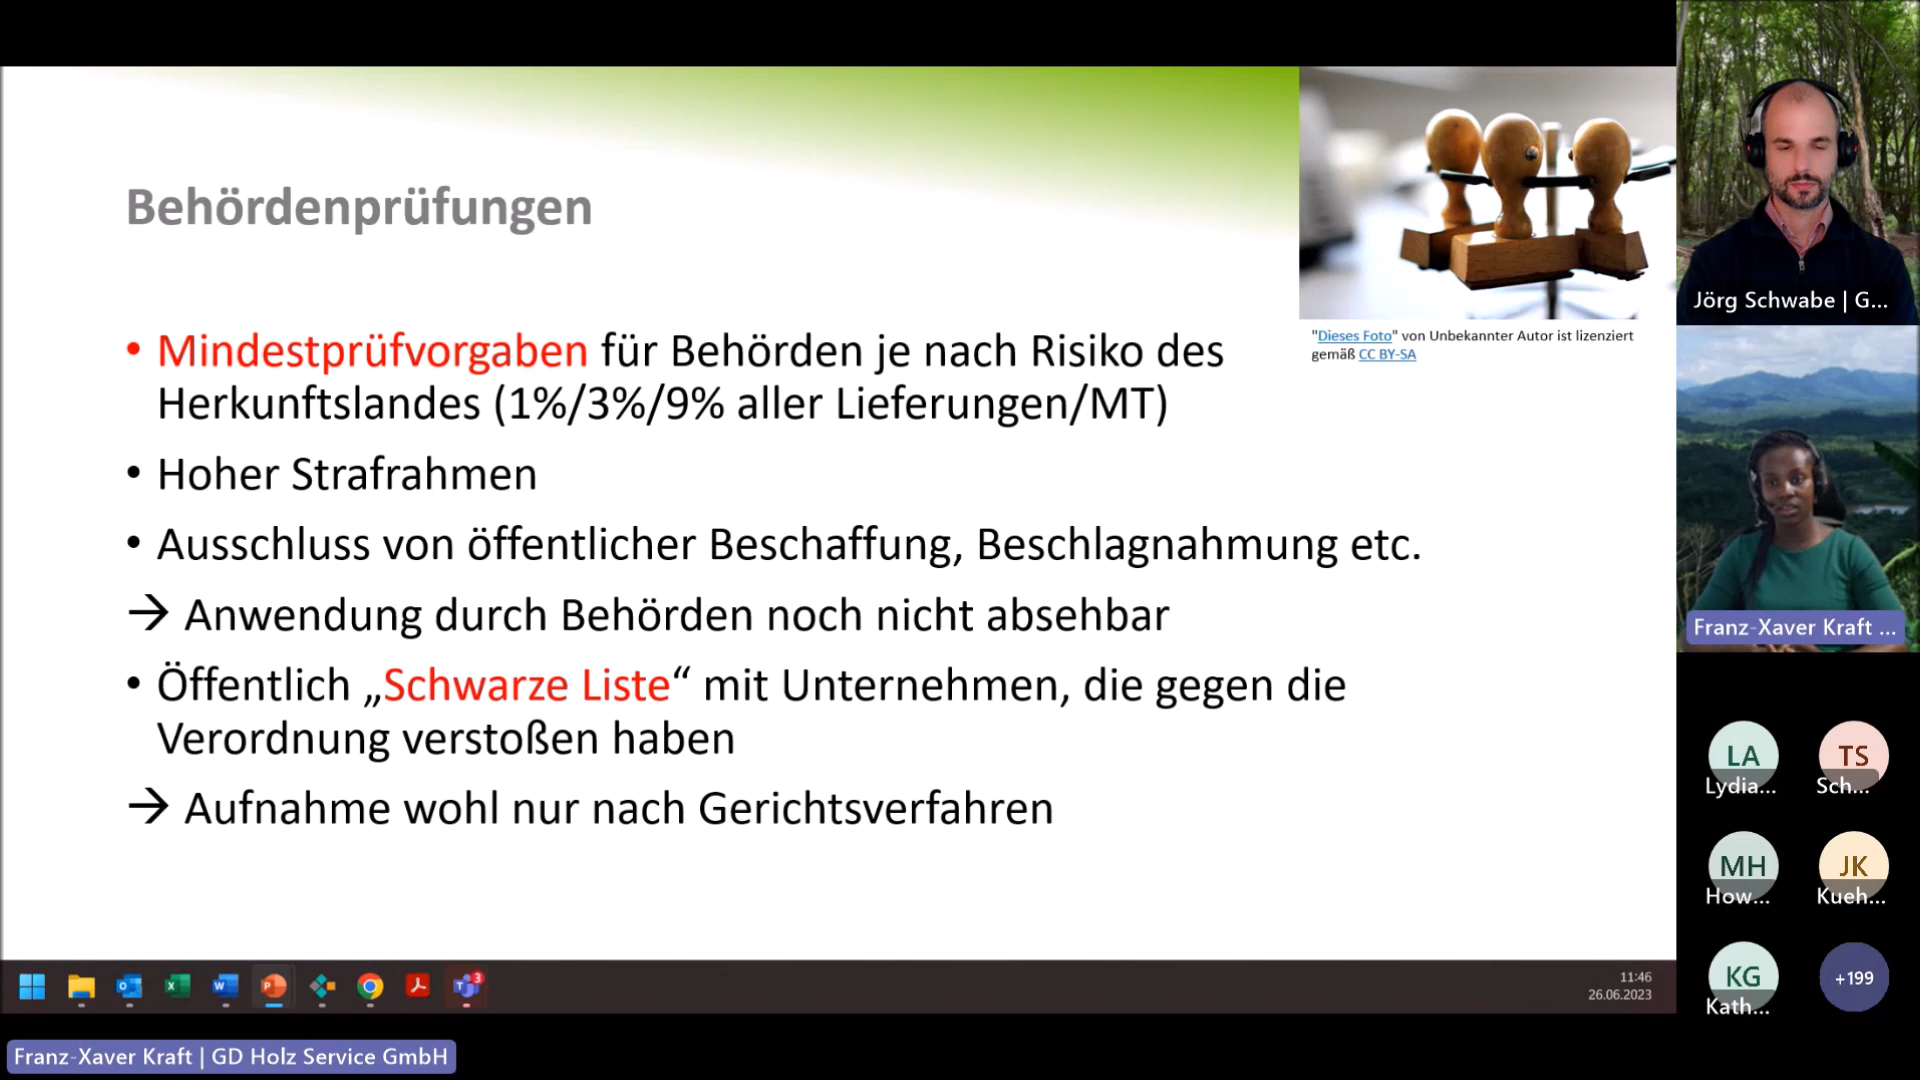 Behördenprüfungen
• Mindestprüfvorgaben für Behörden je nach Risiko des
Herkunftslandes (1%/3%/9% aller Lieferungen/MT)
• Hoher Strafrahmen
• Ausschluss von öffentlicher Beschaffung, Beschlagnahmung etc.
→ Anwendung durch Behörden noch nicht absehbar
• Öffentlich „Schwarze Liste“ mit Unternehmen, die gegen die
Verordnung verstoßen haben
→ Aufnahme wohl nur nach Gerichtsverfahren
"Dieses Foto" von Unbekannter Autor ist lizenziert
gemäß CC BY-SA
Jörg Schwabe | G...
Franz-Xaver Kraft ...
LA
Lydia...
TS
Sch...
MH
How...
JK
Kueh...
KG
Kath...
+199
11:46
26.06.2023
3
Franz-Xaver Kraft | GD Holz Service GmbH